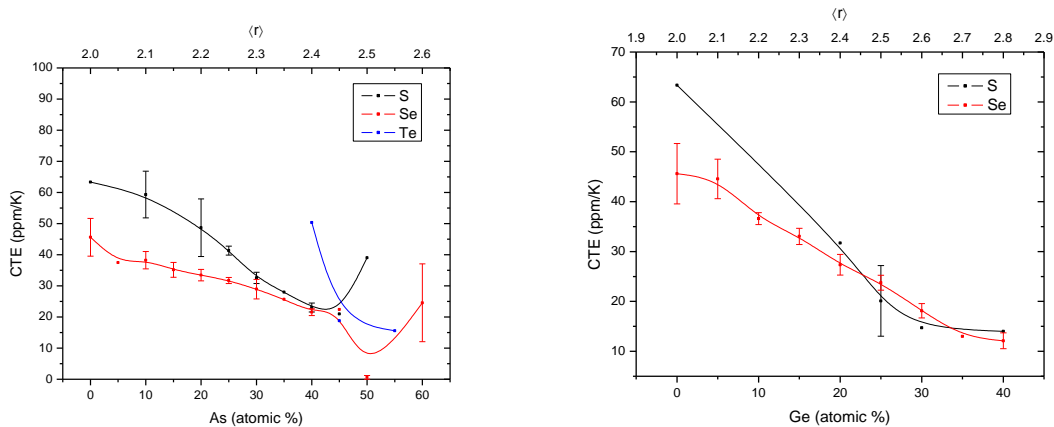 ⟨r⟩
2.0 2.1 2.2 2.3 2.4 2.5 2.6
100
90
80
70
60
50
40
30
20
10
0
CTE (ppm/K)
S
Se
Te
0 10 20 30 40 50 60
As (atomic %)
⟨r⟩
1.9 2.0 2.1 2.2 2.3 2.4 2.5 2.6 2.7 2.8 2.9
70
60
50
40
30
20
10
CTE (ppm/K)
S
Se
0 10 20 30 40
Ge (atomic %)